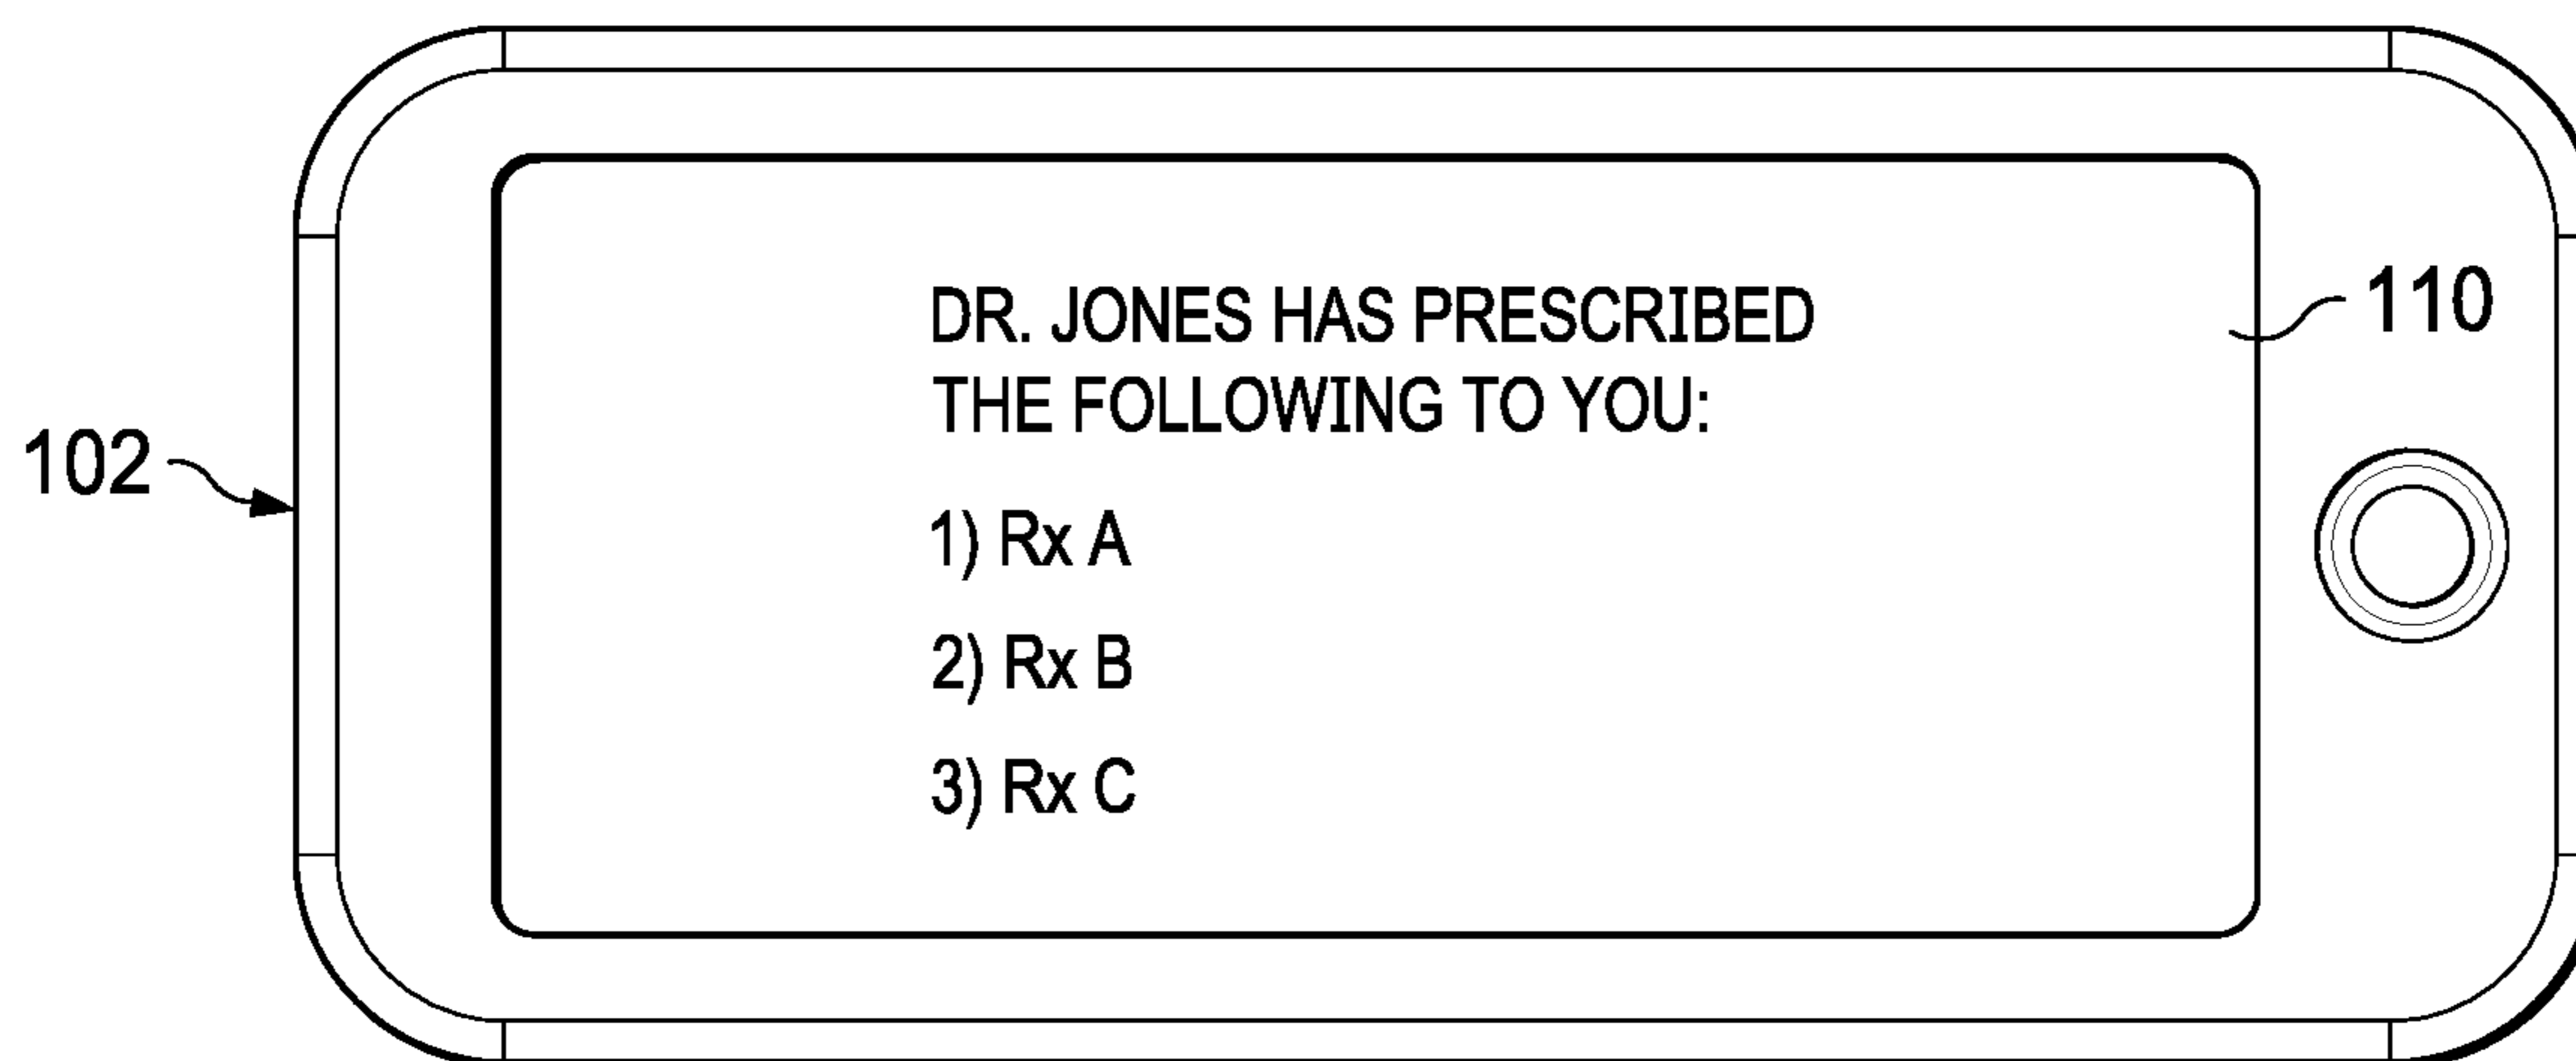 DR. JONES HAS PRESCRIBED
THE FOLLOWING TO YOU:
110
102
1) Rx A
2) Rx B
3) Rx C